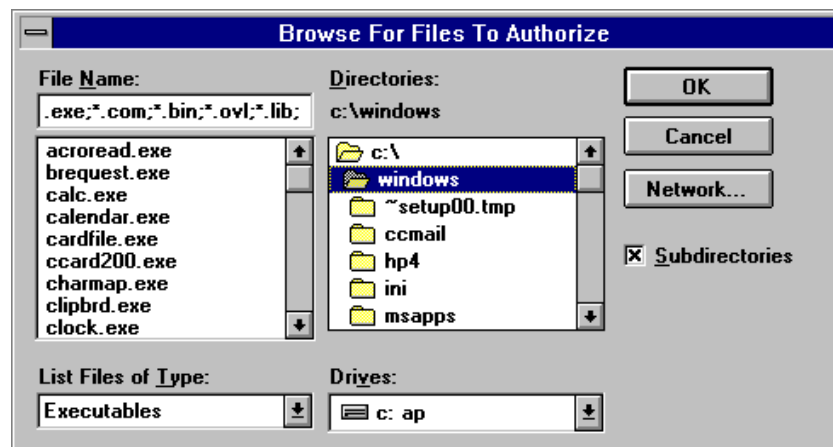 Browse For Files To Authorize
File Name:
.exe;*.com;*.bin;*.ovl;*.lib;
acroread.exe
brequest.exe
calc.exe
calendar.exe
cardfile.exe
ccard200.exe
charmap.exe
clipbrd.exe
clock.exe
List Files of Type:
Executables
Directories:
c:\windows
c:\
windows
~setup00.tmp
ccmail
hp4
ini
msapps
Drives:
c: ap
OK
Cancel
Network...
Subdirectories